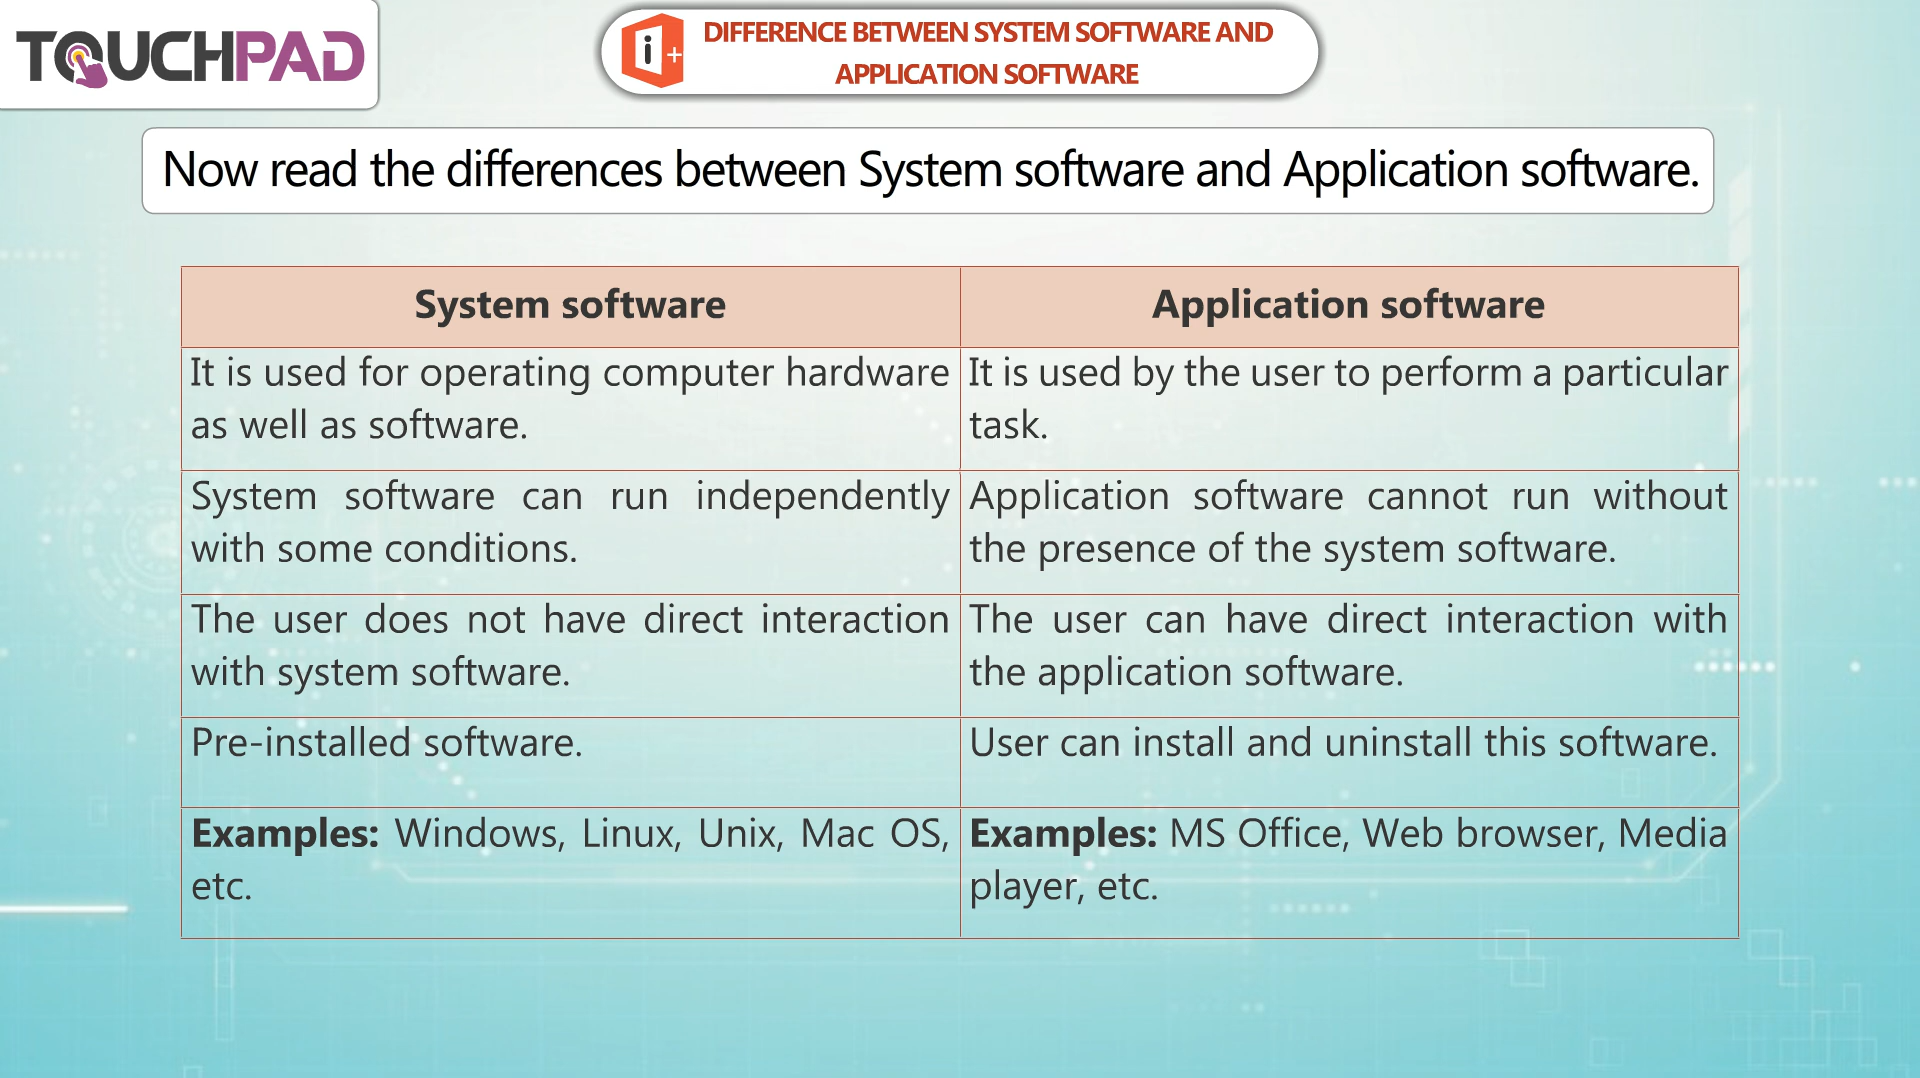 TOUCHPAD
i+
DIFFERENCE BETWEEN SYSTEM SOFTWARE AND
APPLICATION SOFTWARE
Now read the differences between System software and Application software.
System software
Application software
It is used for operating computer hardware
as well as software.
It is used by the user to perform a particular
task.
System software can run independently
with some conditions.
Application software cannot run without
the presence of the system software.
The user does not have direct interaction
with system software.
The user can have direct interaction with
the application software.
Pre-installed software.
User can install and uninstall this software.
Examples: Windows, Linux, Unix, Mac OS,
etc.
Examples: MS Office, Web browser, Media
player, etc.